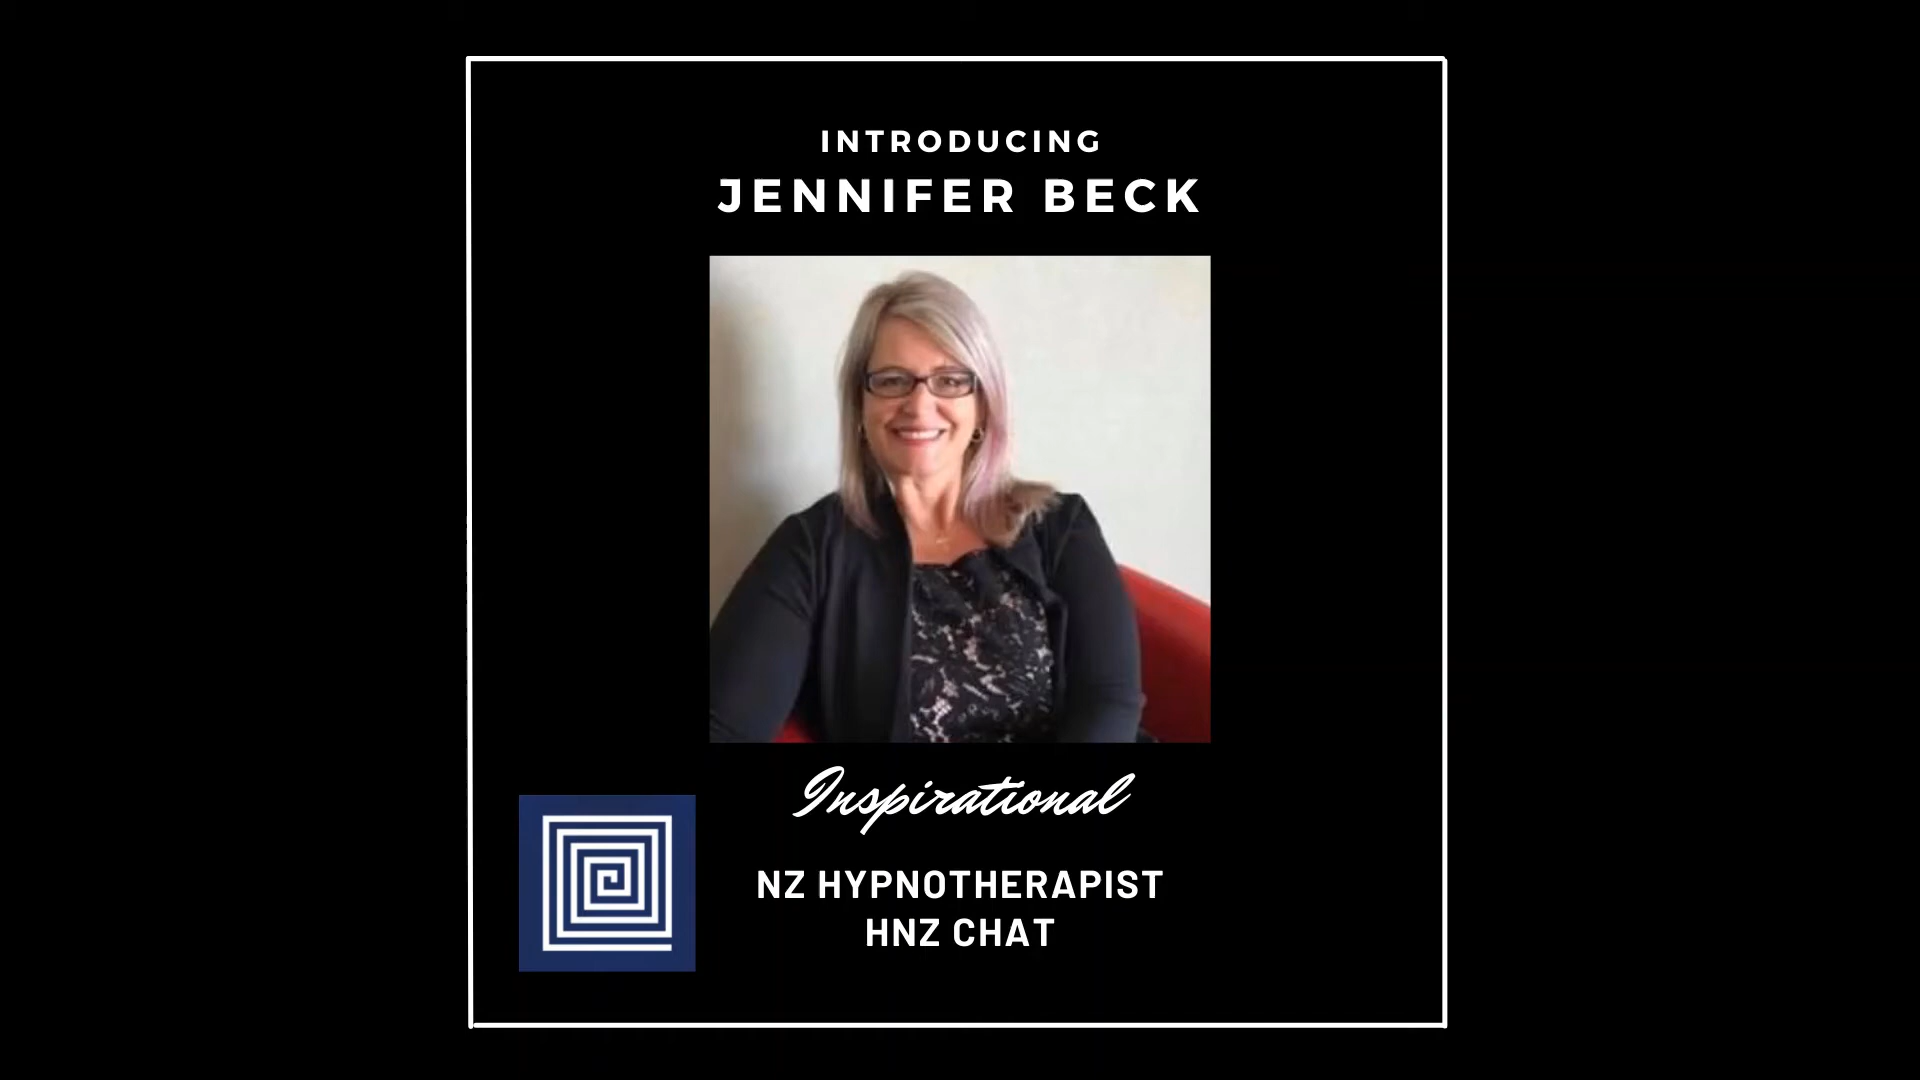 INTRODUCING
JENNIFER BECK
Inspirational
NZ HYPNOTHERAPIST
HNZ CHAT